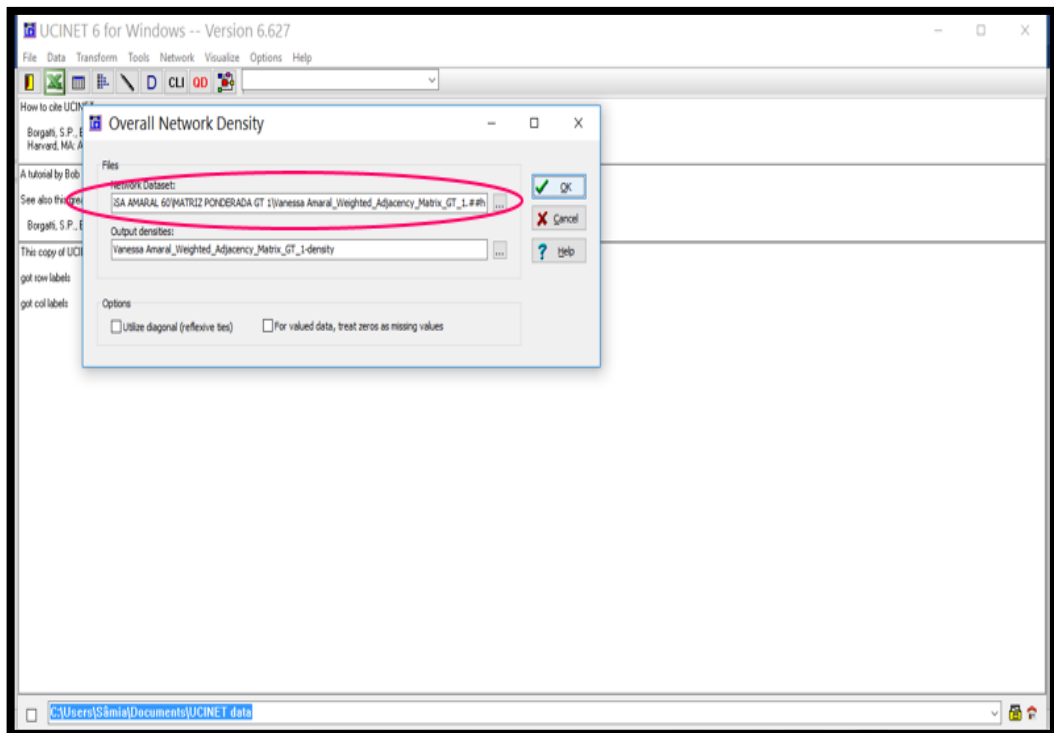 UCINET 6 for Windows -- Version 6.627
File Data Transform Tools Network Visualize Options Help
D CLI QD
How to cite UCINET
Borgatti, S.P., E
Harvard, MA: A
A tutorial by Bob
See also this grea
Borgatti, S.P., E
This copy of UCI
got row labels
got col labels
Overall Network Density
Files
Network Dataset:
SA AMARAL 60\MATRIZ PONDERADA GT 1\Vanessa Amaral_Weighted_Adjacency_Matrix_GT_1.##h ...
Output densities:
Vanessa Amaral_Weighted_Adjacency_Matrix_GT_1-density ...
Options
Utilize diagonal (reflexive ties) For valued data, treat zeros as missing values
OK
Cancel
Help
C:\Users\Sâmia\Documents\UCINET data